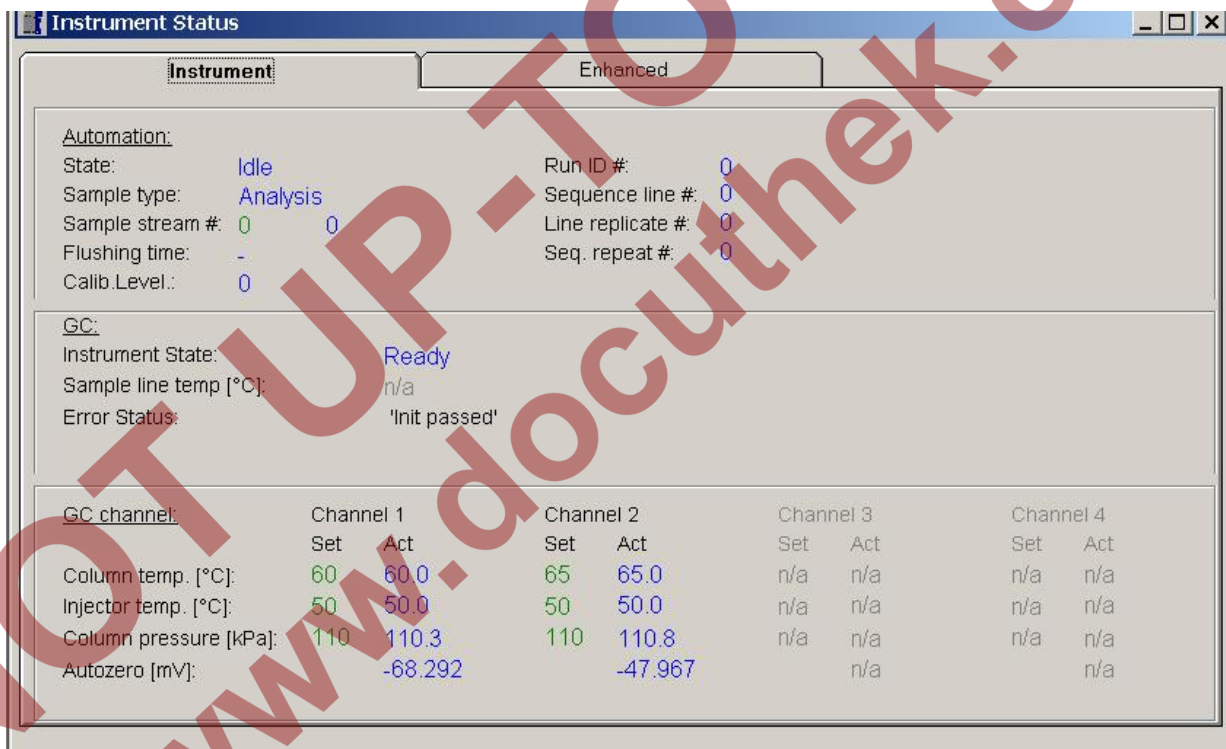 Instrument Status
Instrument Enhanced
Automation:
State: Idle Run ID #: 0
Sample type: Analysis Sequence line #: 0
Sample stream #: 0 0 Line replicate #: 0
Flushing time: - Seq. repeat #: 0
Calib.Level.: 0
GC:
Instrument State: Ready
Sample line temp [°C]: n/a
Error Status: 'Init passed'
GC channel: Channel 1 Channel 2 Channel 3 Channel 4
Set Act Set Act Set Act Set Act
Column temp. [°C]: 60 60.0 65 65.0 n/a n/a n/a n/a
Injector temp. [°C]: 50 50.0 50 50.0 n/a n/a n/a n/a
Column pressure [kPa]: 110 110.3 110 110.8 n/a n/a n/a n/a
Autozero [mV]: -68.292 -47.967 n/a n/a
NOT UP-TO
www.docuthek.c